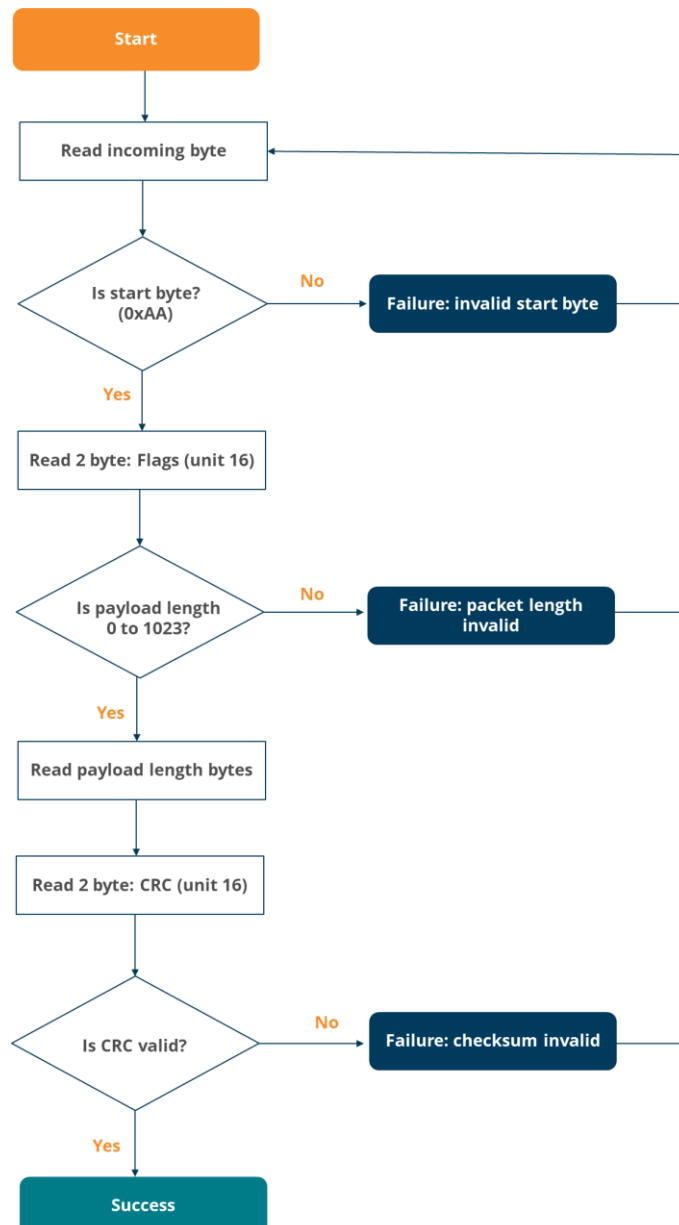 Start
Read incoming byte
Is start byte?
(0xAA)
No
Failure: invalid start byte
Yes
Read 2 byte: Flags (unit 16)
Is payload length
0 to 1023?
No
Failure: packet length
invalid
Yes
Read payload length bytes
Read 2 byte: CRC (unit 16)
Is CRC valid?
No
Failure: checksum invalid
Yes
Success